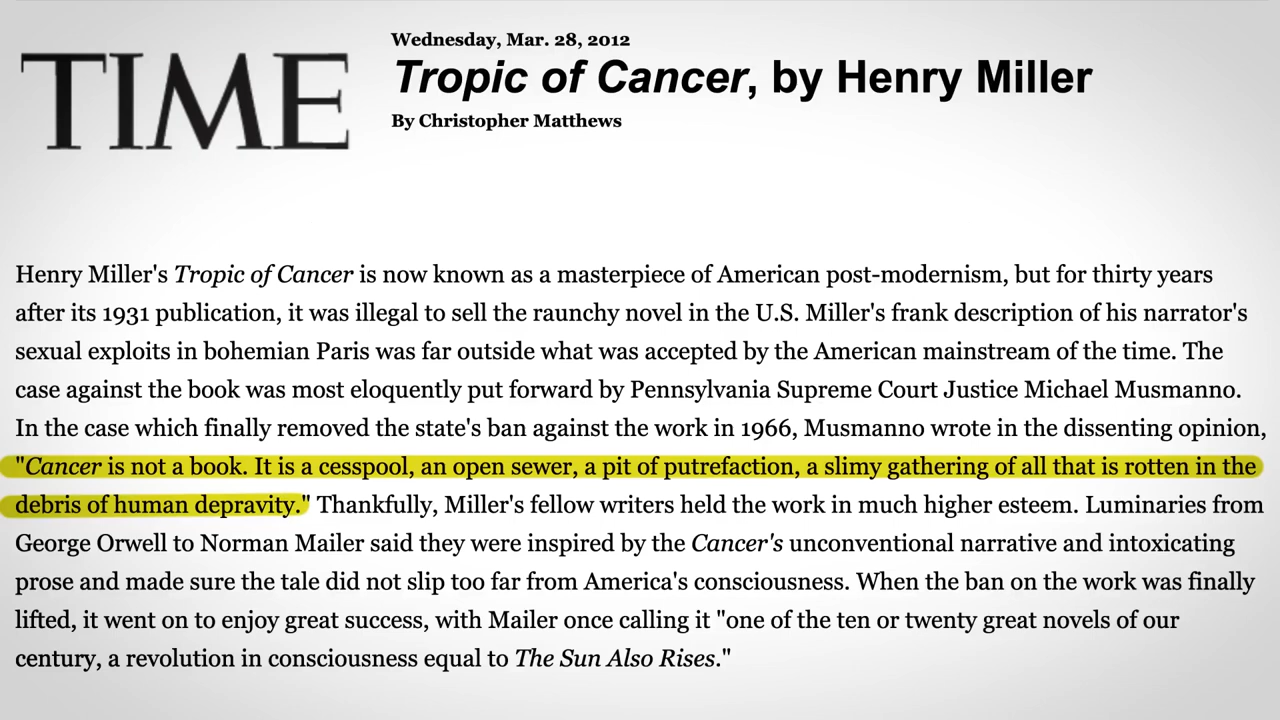 TIME
Wednesday, Mar. 28, 2012
Tropic of Cancer, by Henry Miller
By Christopher Matthews
Henry Miller's Tropic of Cancer is now known as a masterpiece of American post-modernism, but for thirty years
after its 1931 publication, it was illegal to sell the raunchy novel in the U.S. Miller's frank description of his narrator's
sexual exploits in bohemian Paris was far outside what was accepted by the American mainstream of the time. The
case against the book was most eloquently put forward by Pennsylvania Supreme Court Justice Michael Musmanno.
In the case which finally removed the state's ban against the work in 1966, Musmanno wrote in the dissenting opinion,
"Cancer is not a book. It is a cesspool, an open sewer, a pit of putrefaction, a slimy gathering of all that is rotten in the
debris of human depravity." Thankfully, Miller's fellow writers held the work in much higher esteem. Luminaries from
George Orwell to Norman Mailer said they were inspired by the Cancer's unconventional narrative and intoxicating
prose and made sure the tale did not slip too far from America's consciousness. When the ban on the work was finally
lifted, it went on to enjoy great success, with Mailer once calling it "one of the ten or twenty great novels of our
century, a revolution in consciousness equal to The Sun Also Rises."